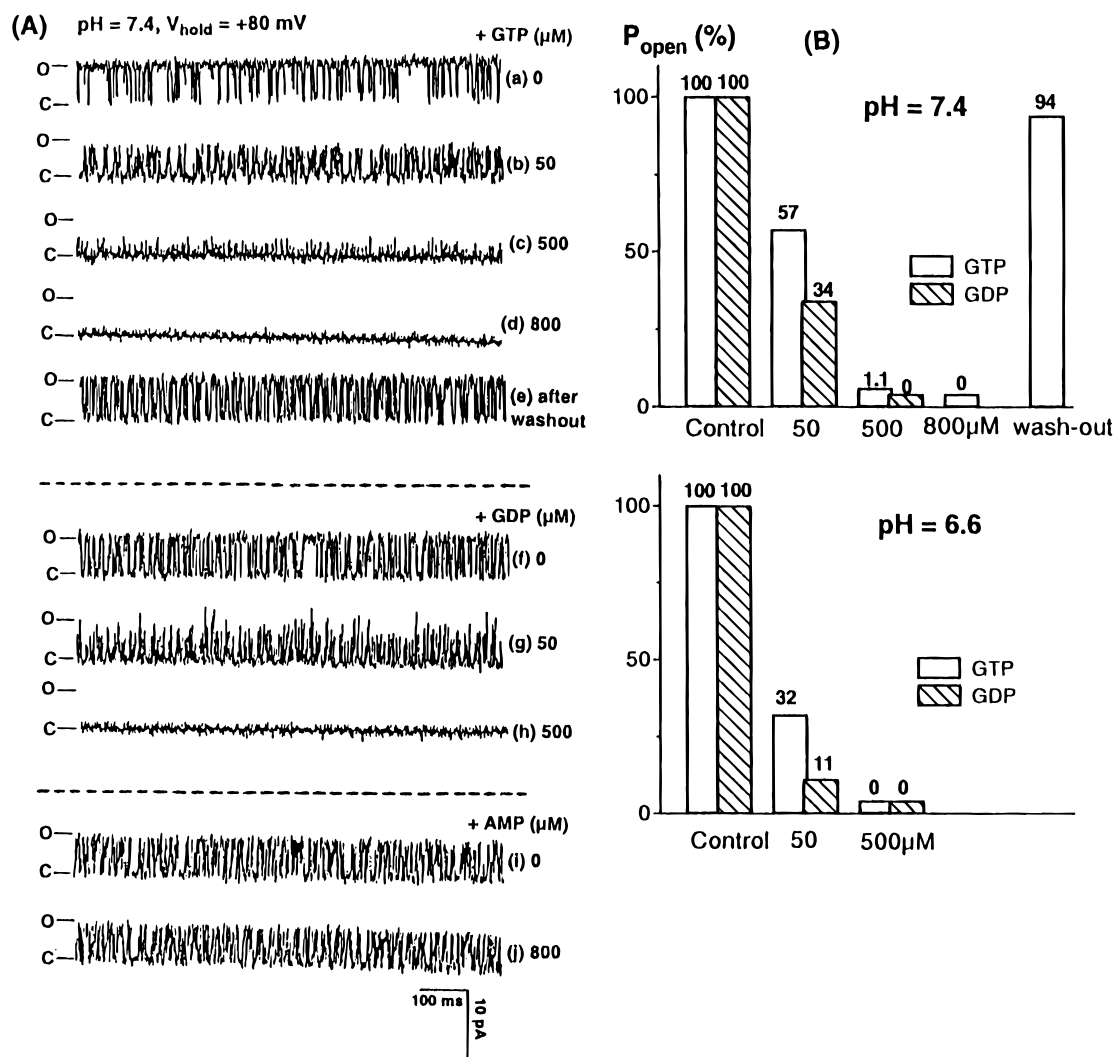 (A) pH = 7.4, Vhold = +80 mV
+ GTP (µM)
O
C
(a) 0
O
C
(b) 50
O
C
(c) 500
O
C
(d) 800
O
C
(e) after
washout
+ GDP (µM)
O
C
(f) 0
O
C
(g) 50
O
C
(h) 500
+ AMP (µM)
O
C
(i) 0
O
C
(j) 800
100 ms
10 pA
Popen (%)
(B)
pH = 7.4
100
50
0
100 100
57
34
1.1
0
0
94
GTP
GDP
Control 50 500 800µM wash-out
pH = 6.6
100
50
0
100 100
32
11
0 0
GTP
GDP
Control 50 500µM